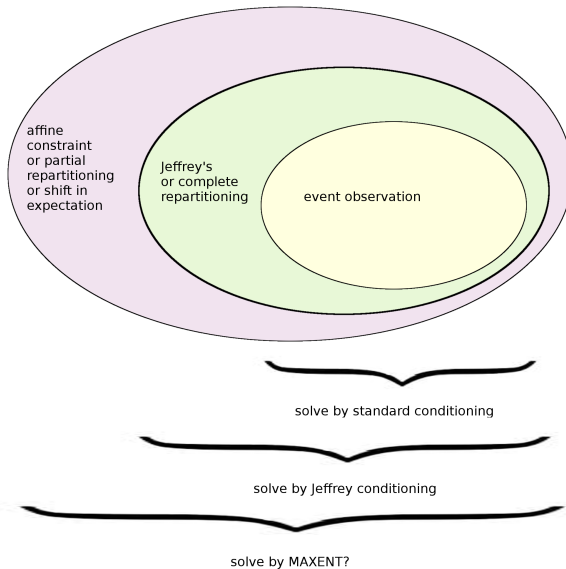 affine
constraint
or partial
repartitioning
or shift in
expectation
Jeffrey's
or complete
repartitioning
event observation
solve by standard conditioning
solve by Jeffrey conditioning
solve by MAXENT?